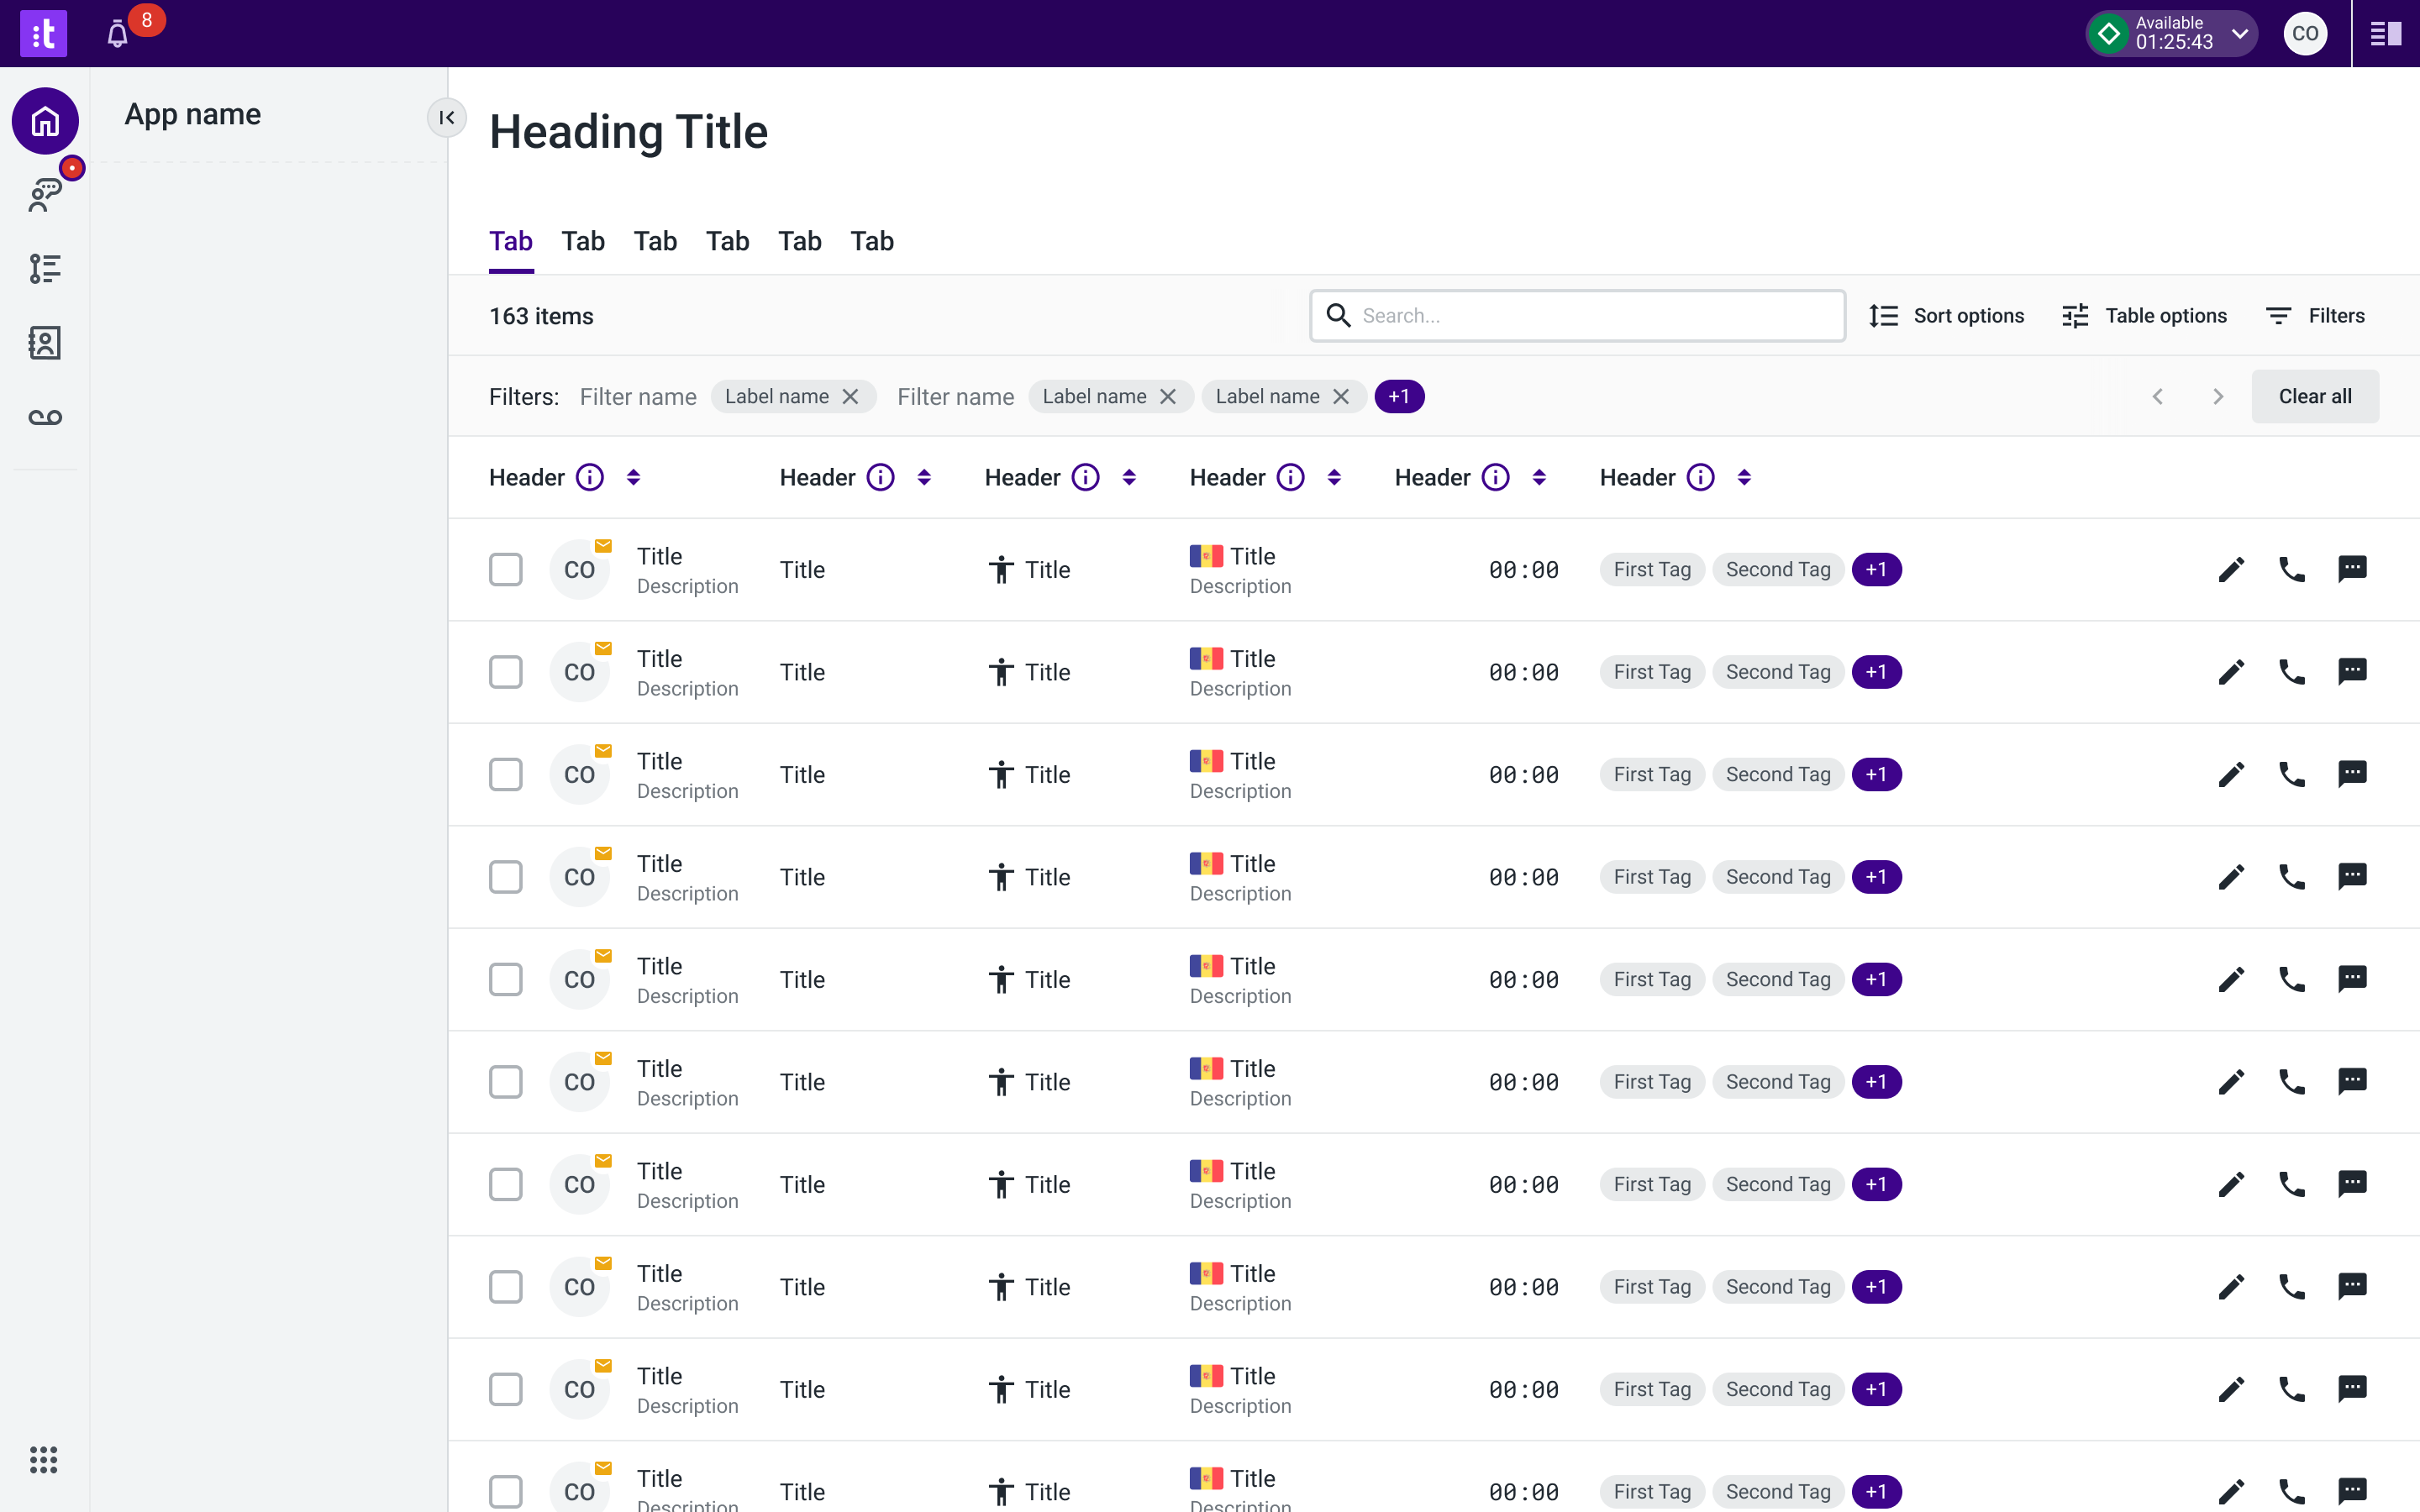 :t 8 Available
01:25:43 CO
App name
Heading Title
Tab Tab Tab Tab Tab Tab
163 items Search... Sort options Table options Filters
Filters: Filter name Label name Filter name Label name Label name +1 Clear all
Header Header Header Header Header Header
CO Title Title Title Title 00:00 First Tag Second Tag +1
Description Description
CO Title Title Title Title 00:00 First Tag Second Tag +1
Description Description
CO Title Title Title Title 00:00 First Tag Second Tag +1
Description Description
CO Title Title Title Title 00:00 First Tag Second Tag +1
Description Description
CO Title Title Title Title 00:00 First Tag Second Tag +1
Description Description
CO Title Title Title Title 00:00 First Tag Second Tag +1
Description Description
CO Title Title Title Title 00:00 First Tag Second Tag +1
Description Description
CO Title Title Title Title 00:00 First Tag Second Tag +1
Description Description
CO Title Title Title Title 00:00 First Tag Second Tag +1
Description Description
CO Title Title Title Title 00:00 First Tag Second Tag +1
Description Description